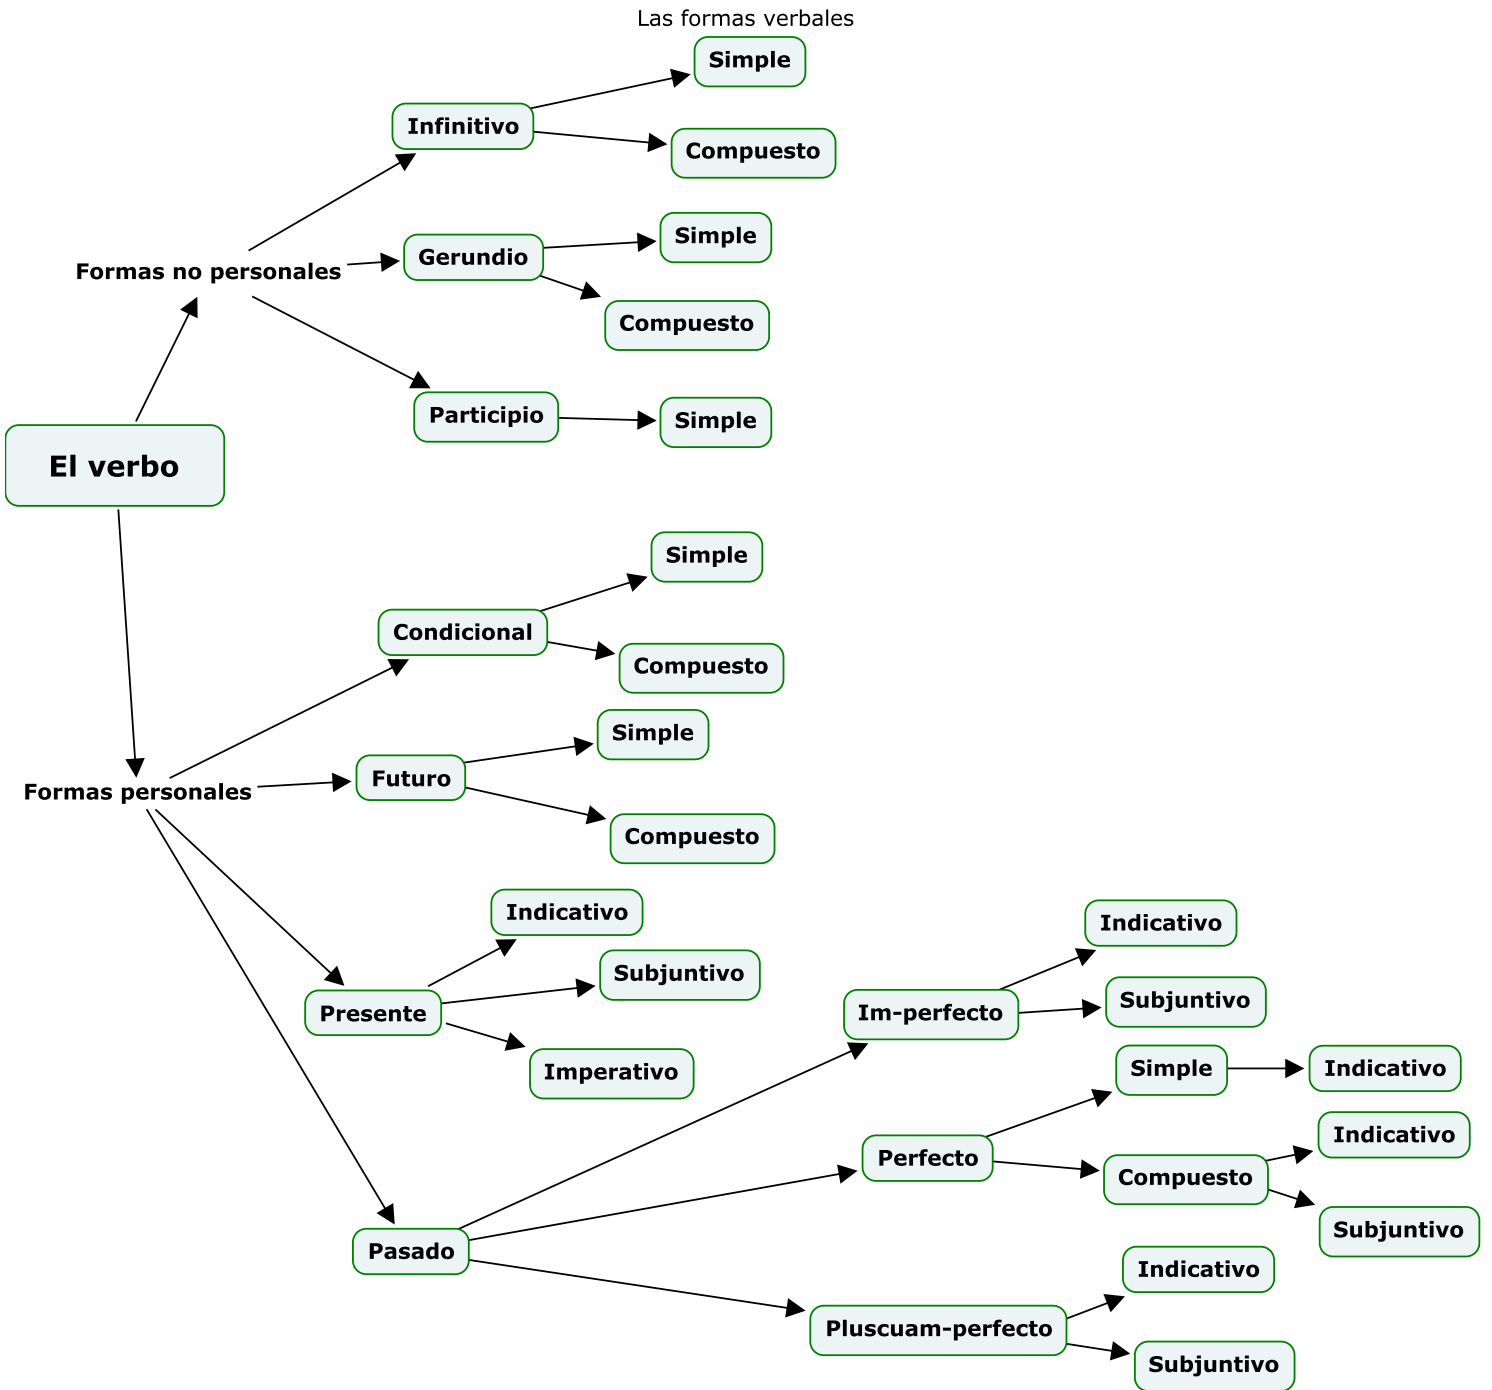 Las formas verbales
Simple
Infinitivo
Compuesto
Simple
Gerundio
Formas no personales
Compuesto
Participio
Simple
El verbo
Simple
Condicional
Compuesto
Simple
Futuro
Formas personales
Compuesto
Indicativo
Subjuntivo
Presente
Imperativo
Indicativo
Im-perfecto
Subjuntivo
Simple
Indicativo
Perfecto
Compuesto
Indicativo
Subjuntivo
Pasado
Indicativo
Pluscuam-perfecto
Subjuntivo